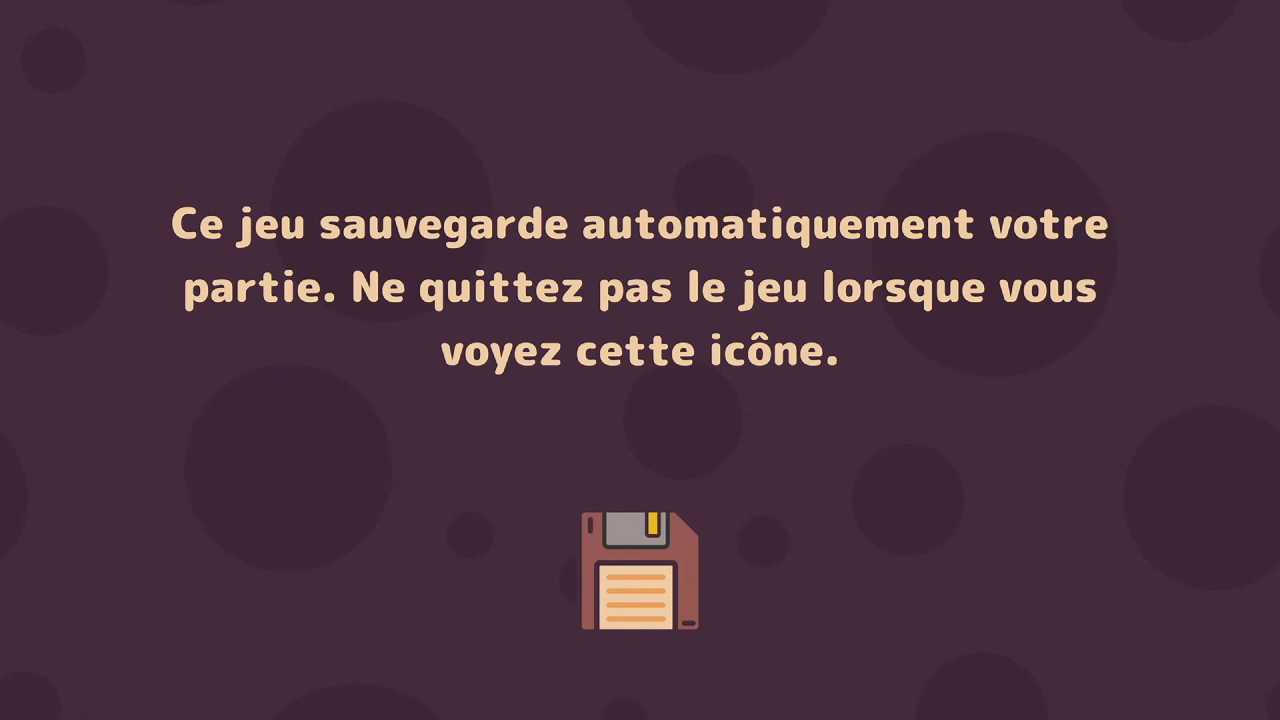 Ce jeu sauvegarde automatiquement votre
partie. Ne quittez pas le jeu lorsque vous
voyez cette icône.